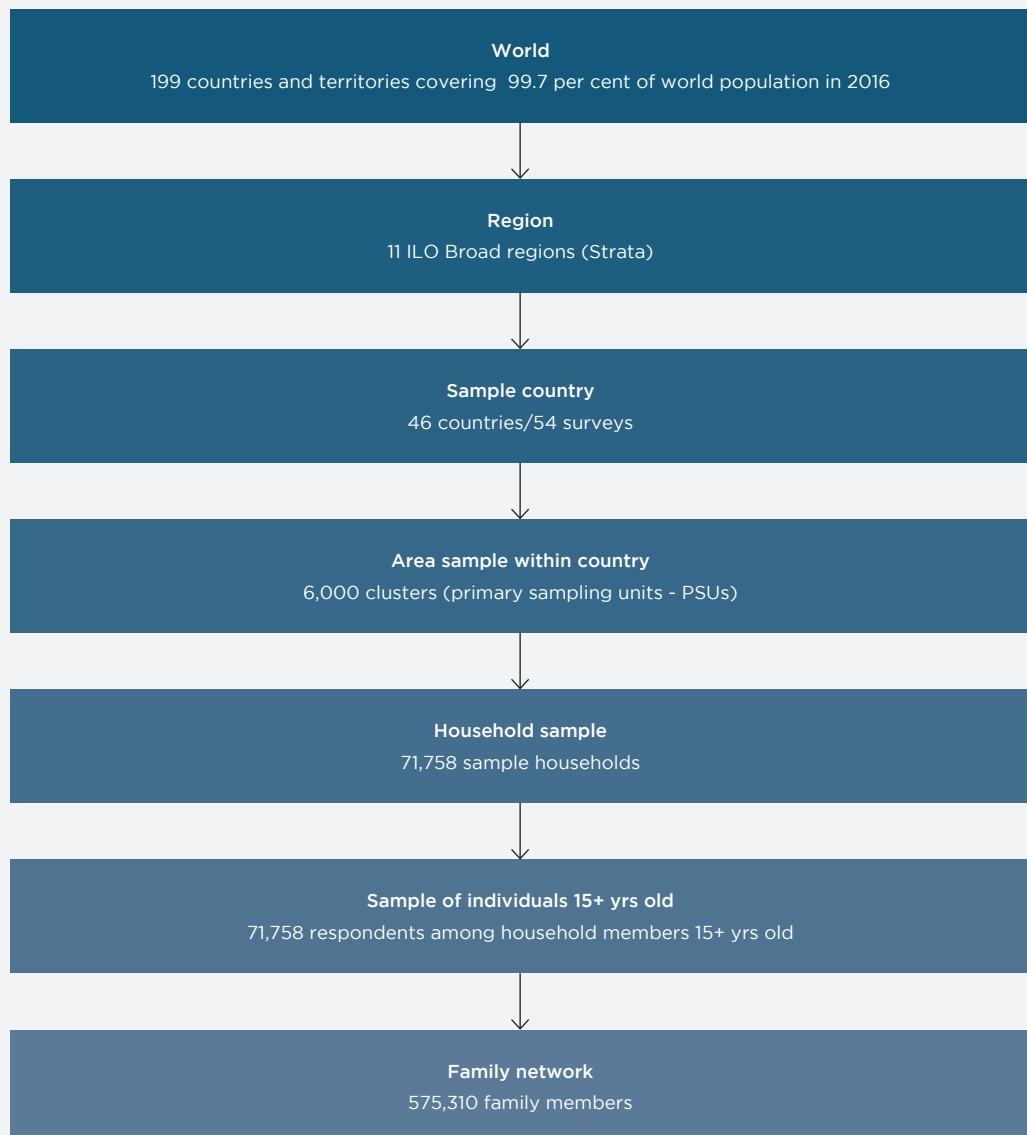 World
199 countries and territories covering  99.7 per cent of world population in 2016
Region
11 ILO Broad regions (Strata)
Sample country
46 countries/54 surveys
Area sample within country
6,000 clusters (primary sampling units - PSUs)
Household sample
71,758 sample households
Sample of individuals 15+ yrs old
71,758 respondents among household members 15+ yrs old
Family network
575,310 family members